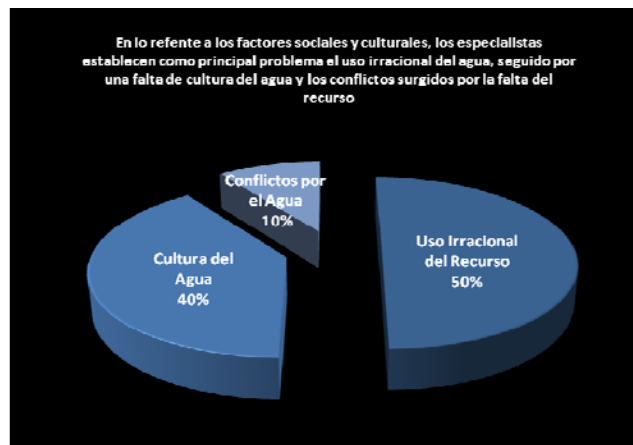 En lo refente a los factores sociales y culturales, los especialistas
establecen como principal problema el uso irracional del agua, seguido por
una falta de cultura del agua y los conflictos surgidos por la falta del
recurso
Conflictos por
el Agua
10%
Uso Irracional
del Recurso
50%
Cultura del
Agua
40%